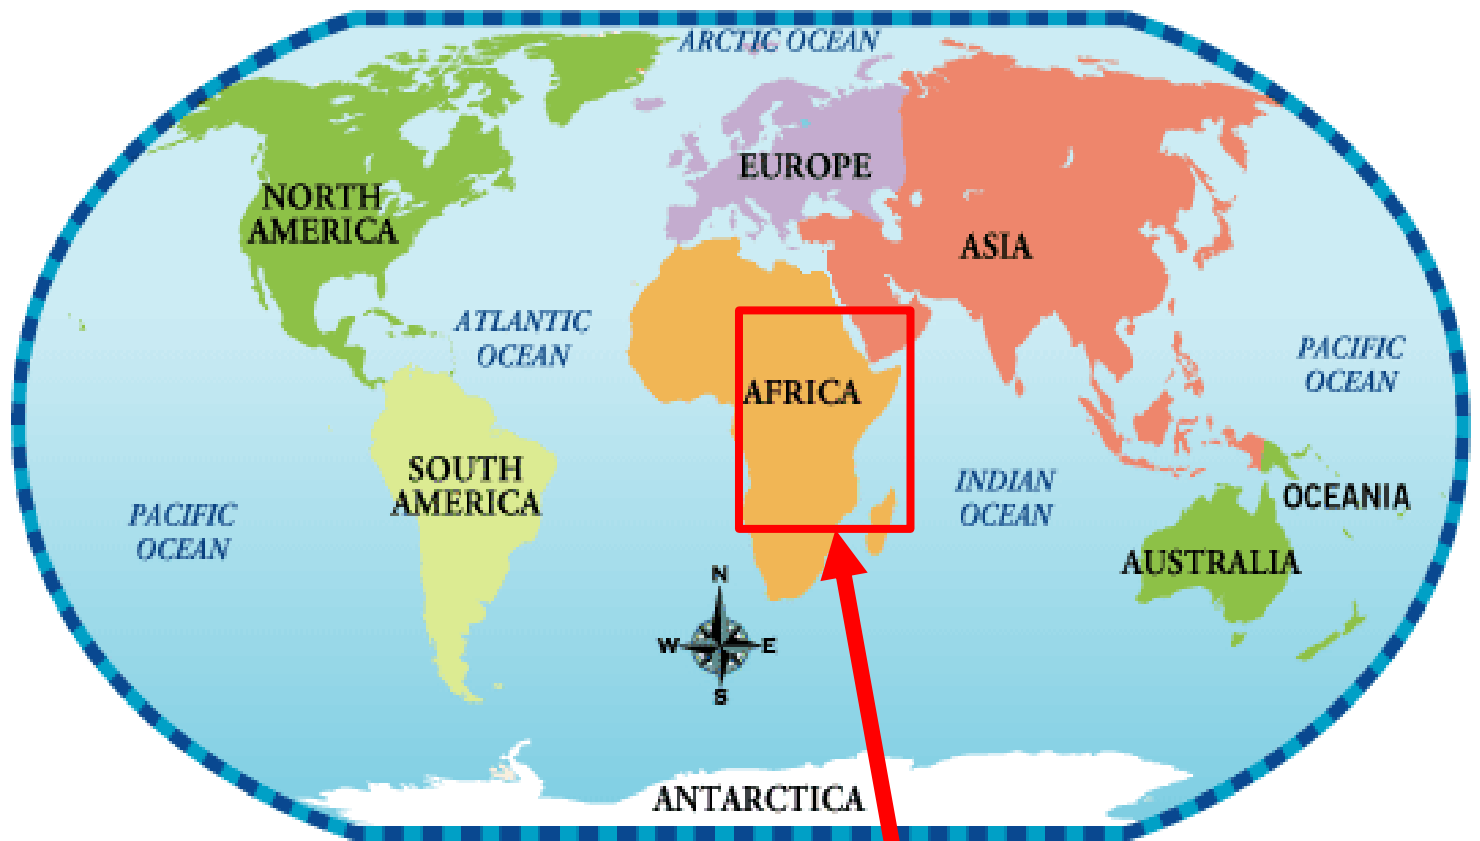 ARCTIC OCEAN
EUROPE
NORTH
AMERICA
ASIA
ATLANTIC
OCEAN
PACIFIC
OCEAN
AFRICA
SOUTH
AMERICA
INDIAN
OCEAN
OCEANIA
PACIFIC
OCEAN
AUSTRALIA
N
W
E
S
ANTARCTICA